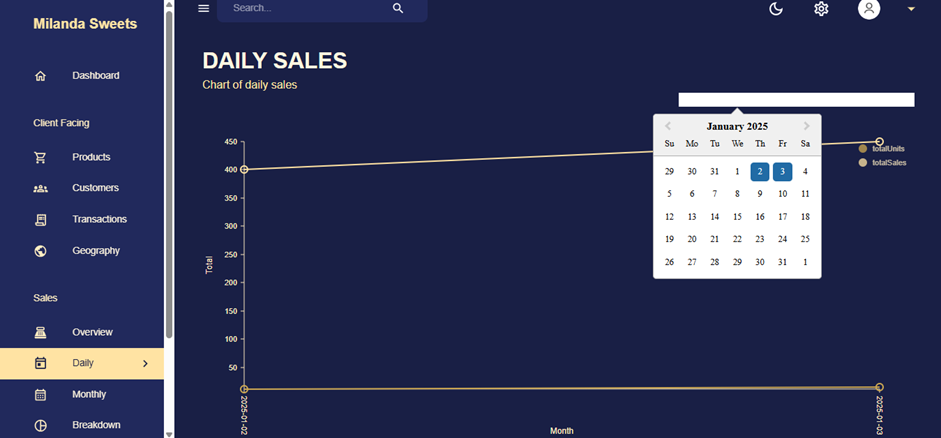 Milanda Sweets
Search...
Dashboard
Client Facing
Products
Customers
Transactions
Geography
Sales
Overview
Daily
Monthly
Breakdown
DAILY SALES
Chart of daily sales
January 2025
Su Mo Tu We Th Fr Sa
29 30 31 1 2 3 4
5 6 7 8 9 10 11
12 13 14 15 16 17 18
19 20 21 22 23 24 25
26 27 28 29 30 31 1
totalUnits
totalSales
450
400
350
300
250
200
150
100
50
Total
2025-01-02
2025-01-03
Month